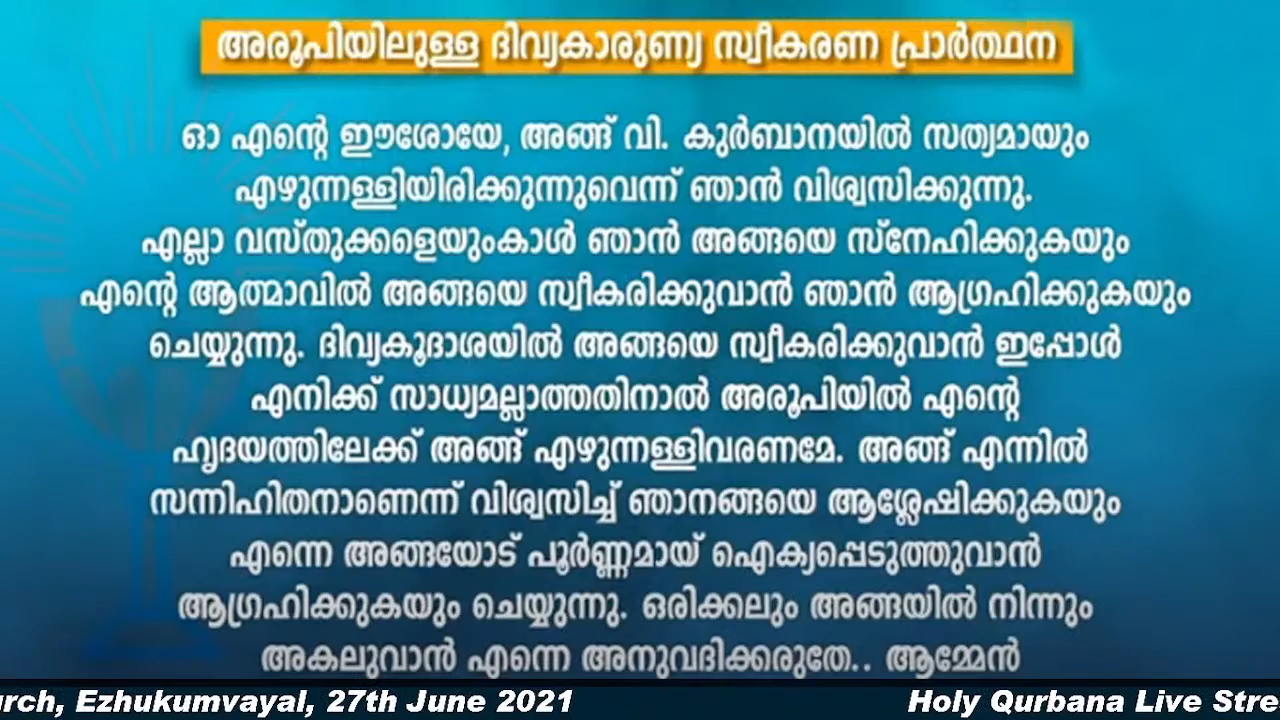 അരൂപിയിലുള്ള ദിവ്യകാരുണ്യ സ്വീകരണ പ്രാർത്ഥന
ഓ എന്റെ ഈശോയേ, അങ്ങ് വി. കുർബാനയിൽ സത്യമായും
എഴുന്നള്ളിയിരിക്കുന്നുവെന്ന് ഞാൻ വിശ്വസിക്കുന്നു.
എല്ലാ വസ്തുക്കളെയുംകാൾ ഞാൻ അങ്ങയെ സ്നേഹിക്കുകയും
എന്റെ ആത്മാവിൽ അങ്ങയെ സ്വീകരിക്കുവാൻ ഞാൻ ആഗ്രഹിക്കുകയും
ചെയ്യുന്നു. ദിവ്യകൂദാശയിൽ അങ്ങയെ സ്വീകരിക്കുവാൻ ഇപ്പോൾ
എനിക്ക് സാധ്യമല്ലാത്തതിനാൽ അരൂപിയിൽ എന്റെ
ഹൃദയത്തിലേക്ക് അങ്ങ് എഴുന്നള്ളിവരണമേ. അങ്ങ് എന്നിൽ
സന്നിഹിതനാണെന്ന് വിശ്വസിച്ച് ഞാനങ്ങയെ ആശ്ലേഷിക്കുകയും
എന്നെ അങ്ങയോട് പൂർണ്ണമായ് ഐക്യപ്പെടുത്തുവാൻ
ആഗ്രഹിക്കുകയും ചെയ്യുന്നു. ഒരിക്കലും അങ്ങയിൽ നിന്നും
അകലുവാൻ എന്നെ അനുവദിക്കരുതേ.. ആമ്മേൻ
urch, Ezhukumvayal, 27th June 2021 Holy Qurbana Live Stre